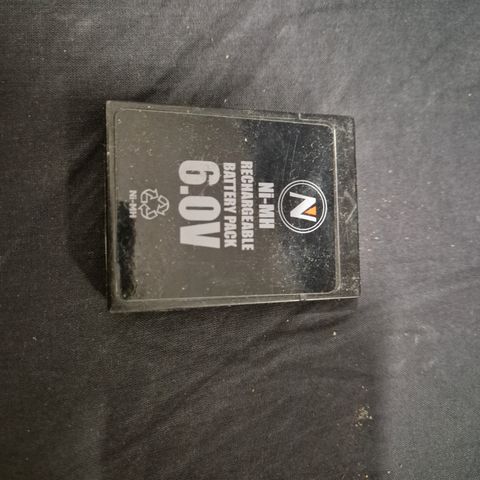 N
Ni-MH
RECHARGEABLE
BATTERY PACK
6.0V
Ni-MH